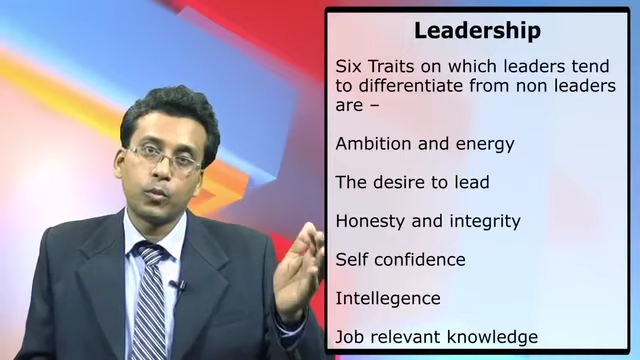 Leadership
Six Traits on which leaders tend
to differentiate from non leaders
are –
Ambition and energy
The desire to lead
Honesty and integrity
Self confidence
Intellegence
Job relevant knowledge